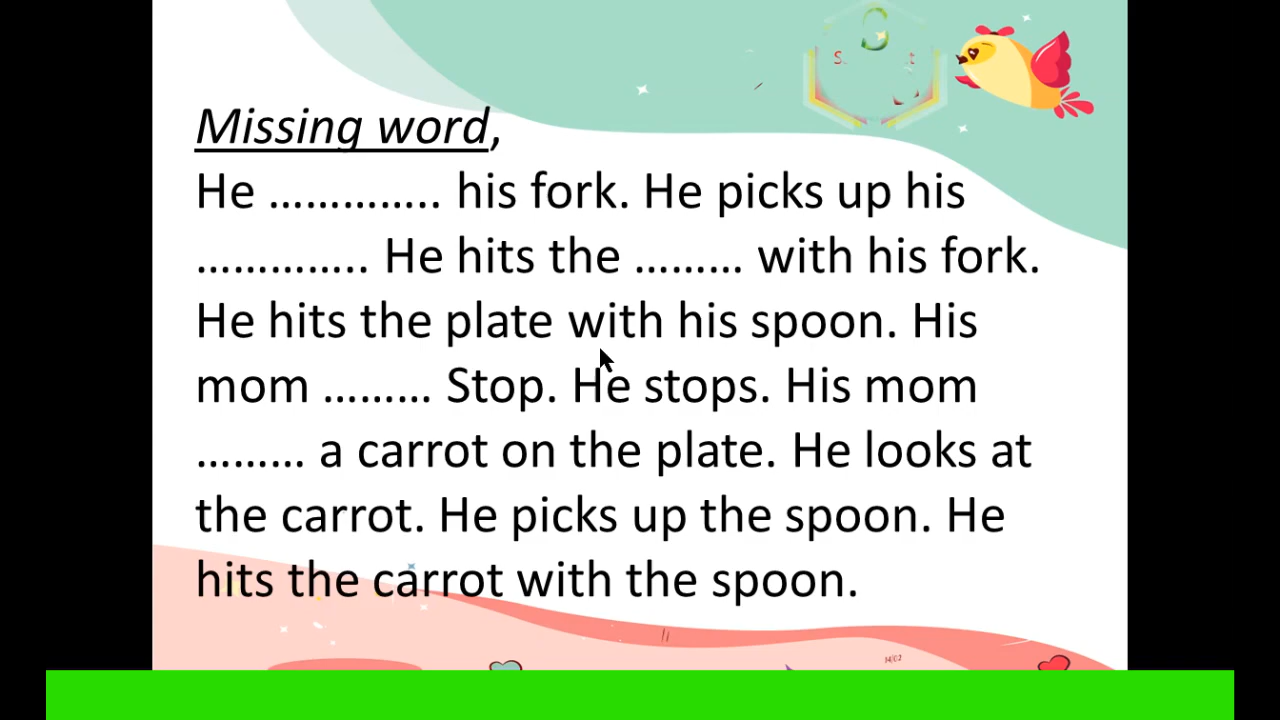 Missing word,
He ………….. his fork. He picks up his
………….. He hits the ……… with his fork.
He hits the plate with his spoon. His
mom ……… Stop. He stops. His mom
……… a carrot on the plate. He looks at
the carrot. He picks up the spoon. He
hits the carrot with the spoon.